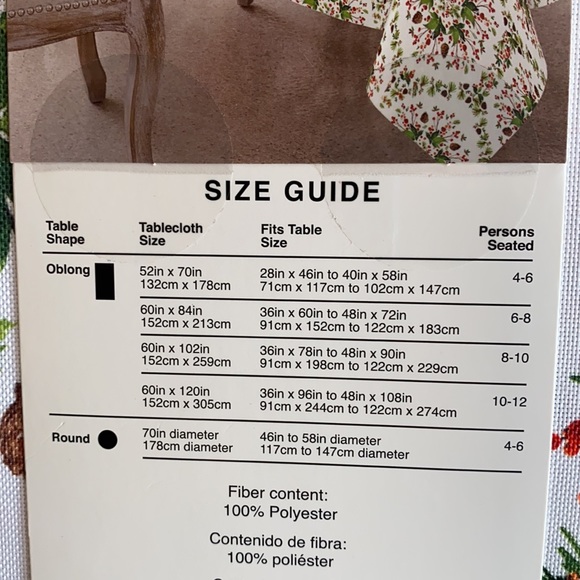 SIZE GUIDE
Table Shape Tablecloth Size Fits Table Size Persons Seated
Oblong 52in x 70in 28in x 46in to 40in x 58in 4-6
132cm x 178cm 71cm x 117cm to 102cm x 147cm
60in x 84in 36in x 60in to 48in x 72in 6-8
152cm x 213cm 91cm x 152cm to 122cm x 183cm
60in x 102in 36in x 78in to 48in x 90in 8-10
152cm x 259cm 91cm x 198cm to 122cm x 229cm
60in x 120in 36in x 96in to 48in x 108in 10-12
152cm x 305cm 91cm x 244cm to 122cm x 274cm
Round 70in diameter 46in to 58in diameter 4-6
178cm diameter 117cm to 147cm diameter
Fiber content:
100% Polyester
Contenido de fibra:
100% poliéster